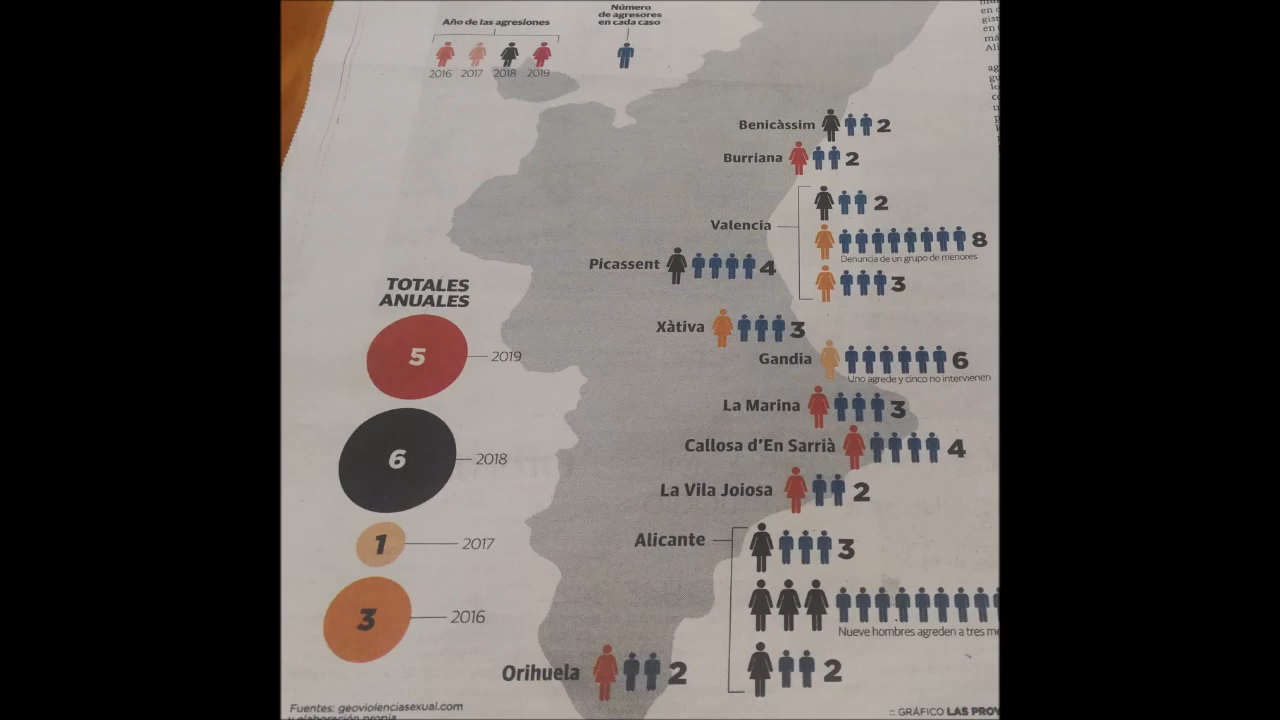 Año de las agresiones
Número
de agresores
en cada caso
2016 2017 2018 2019
Benicàssim 2
Burriana 2
Valencia
2
8
Denuncia de un grupo de menores
3
Picassent 4
Xàtiva 3
Gandia 6
Uno agrede y cinco no intervienen
La Marina 3
Callosa d'En Sarrià 4
La Vila Joiosa 2
Alicante
3
Nueve hombres agreden a tres
2
Orihuela 2
TOTALES
ANUALES
5 2019
6 2018
1 2017
3 2016
Fuentes: geoviolenciasexual.com
y elaboración propia
:: GRÁFICO LAS